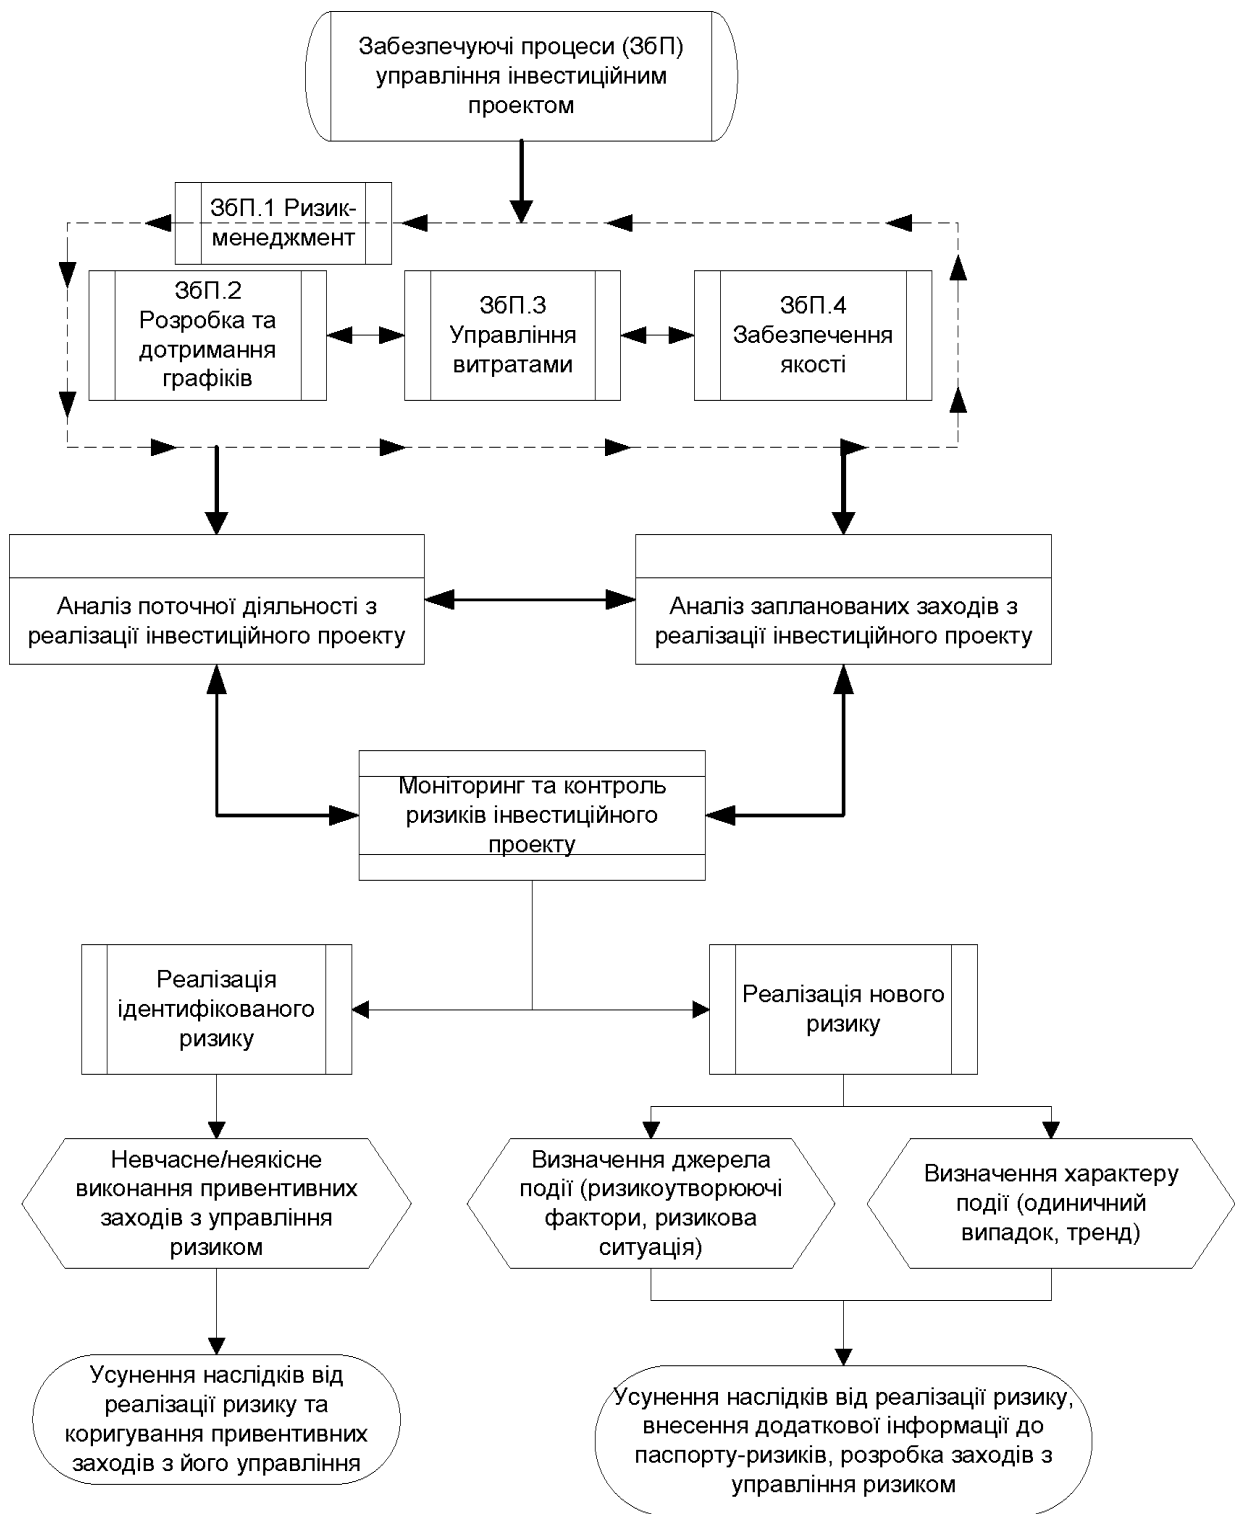 Забезпечуючі процеси (ЗбП)
управління інвестиційним
проектом
ЗбП.1 Ризик-
менеджмент
ЗбП.2
Розробка та
дотримання
графіків
ЗбП.3
Управління
витратами
ЗбП.4
Забезпечення
якості
Аналіз поточної діяльності з
реалізації інвестиційного проекту
Аналіз запланованих заходів з
реалізації інвестиційного проекту
Моніторинг та контроль
ризиків інвестиційного
проекту
Реалізація
ідентифікованого
ризику
Реалізація нового
ризику
Невчасне/неякісне
виконання привентивних
заходів з управління
ризиком
Визначення джерела
події (ризикоутворюючі
фактори, ризикова
ситуація)
Визначення характеру
події (одиничний
випадок, тренд)
Усунення наслідків від
реалізації ризику та
коригування привентивних
заходів з його управління
Усунення наслідків від реалізації ризику,
внесення додаткової інформації до
паспорту-ризиків, розробка заходів з
управління ризиком